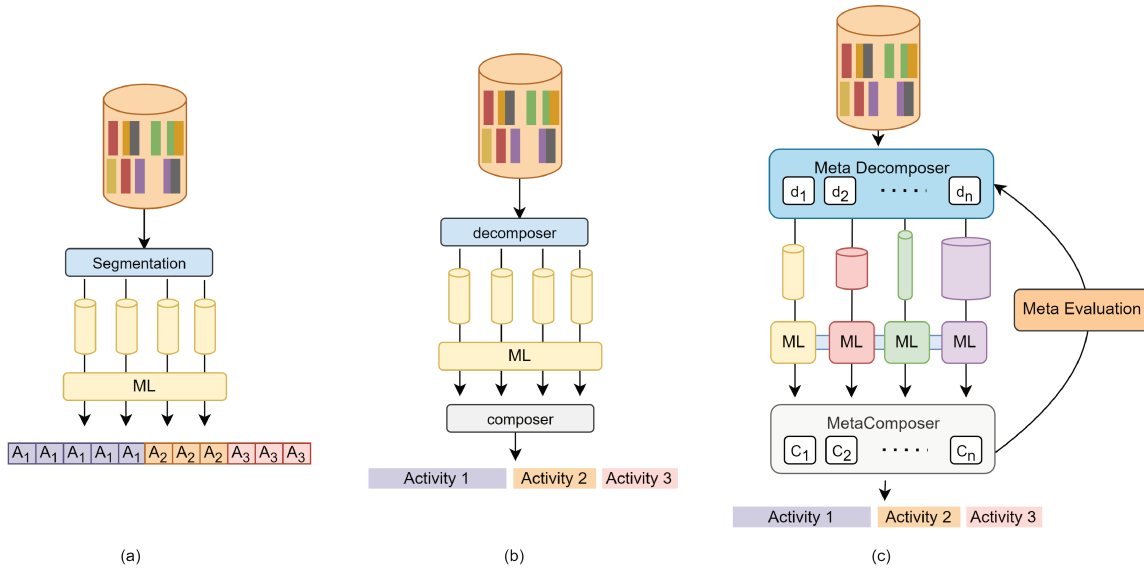 Segmentation
ML
A1 A1 A1 A1 A1 A2 A2 A2 A3 A3 A3
(a)
decomposer
ML
composer
Activity 1 Activity 2 Activity 3
(b)
Meta Decomposer
d1 d2 ····· dn
Meta Evaluation
ML ML ML ML
MetaComposer
C1 C2 ····· Cn
Activity 1 Activity 2 Activity 3
(c)